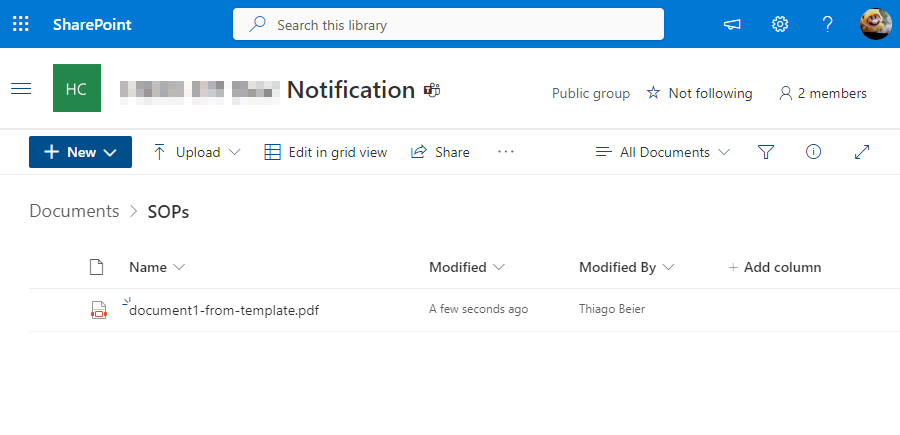 SharePoint
Search this library
?
HC
Notification
Public group
Not following
2 members
+ New
Upload
Edit in grid view
Share
...
All Documents
Documents > SOPs
Name
Modified
Modified By
+ Add column
document1-from-template.pdf
A few seconds ago
Thiago Beier